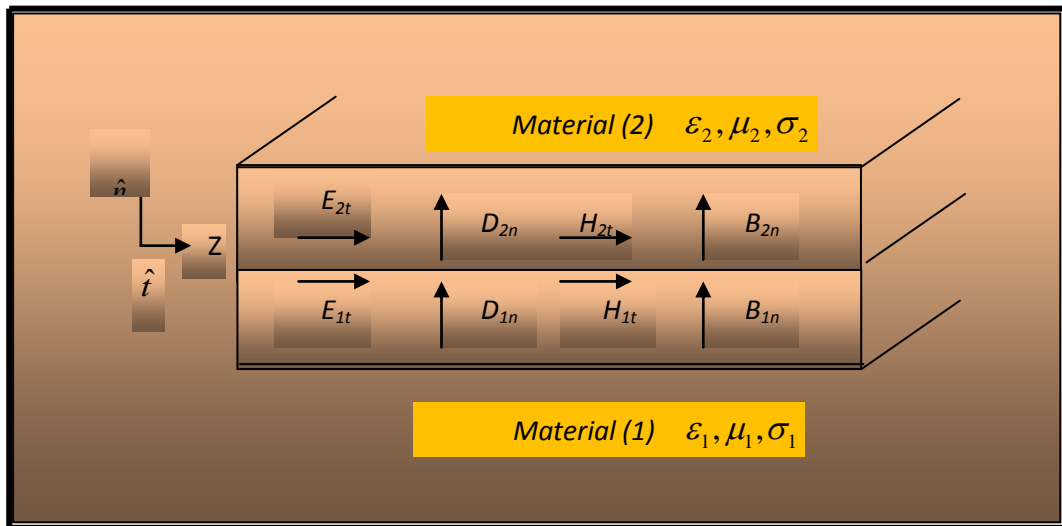 Material (2) ε₂, μ₂, σ₂
n̂
Z
t̂
E₂ₜ
D₂ₙ
H₂ₜ
B₂ₙ
E₁ₜ
D₁ₙ
H₁ₜ
B₁ₙ
Material (1) ε₁, μ₁, σ₁